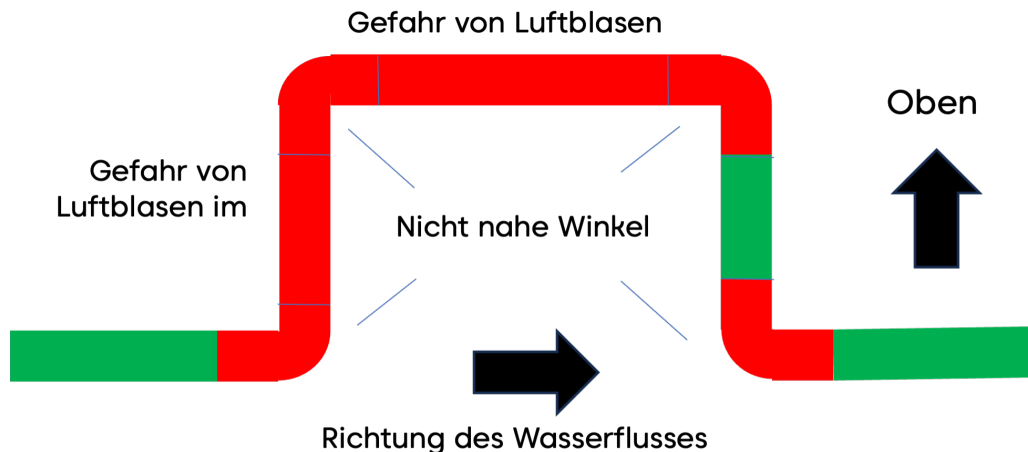 Gefahr von Luftblasen
Oben
Gefahr von
Luftblasen im
Nicht nahe Winkel
Richtung des Wasserflusses